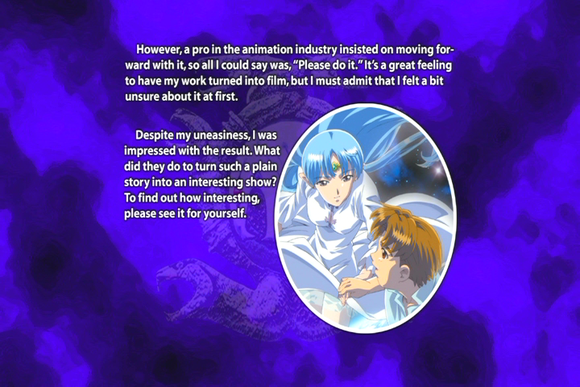 However, a pro in the animation industry insisted on moving for-
ward with it, so all I could say was, “Please do it.” It’s a great feeling
to have my work turned into film, but I must admit that I felt a bit
unsure about it at first.
Despite my uneasiness, I was
impressed with the result. What
did they do to turn such a plain
story into an interesting show?
To find out how interesting,
please see it for yourself.